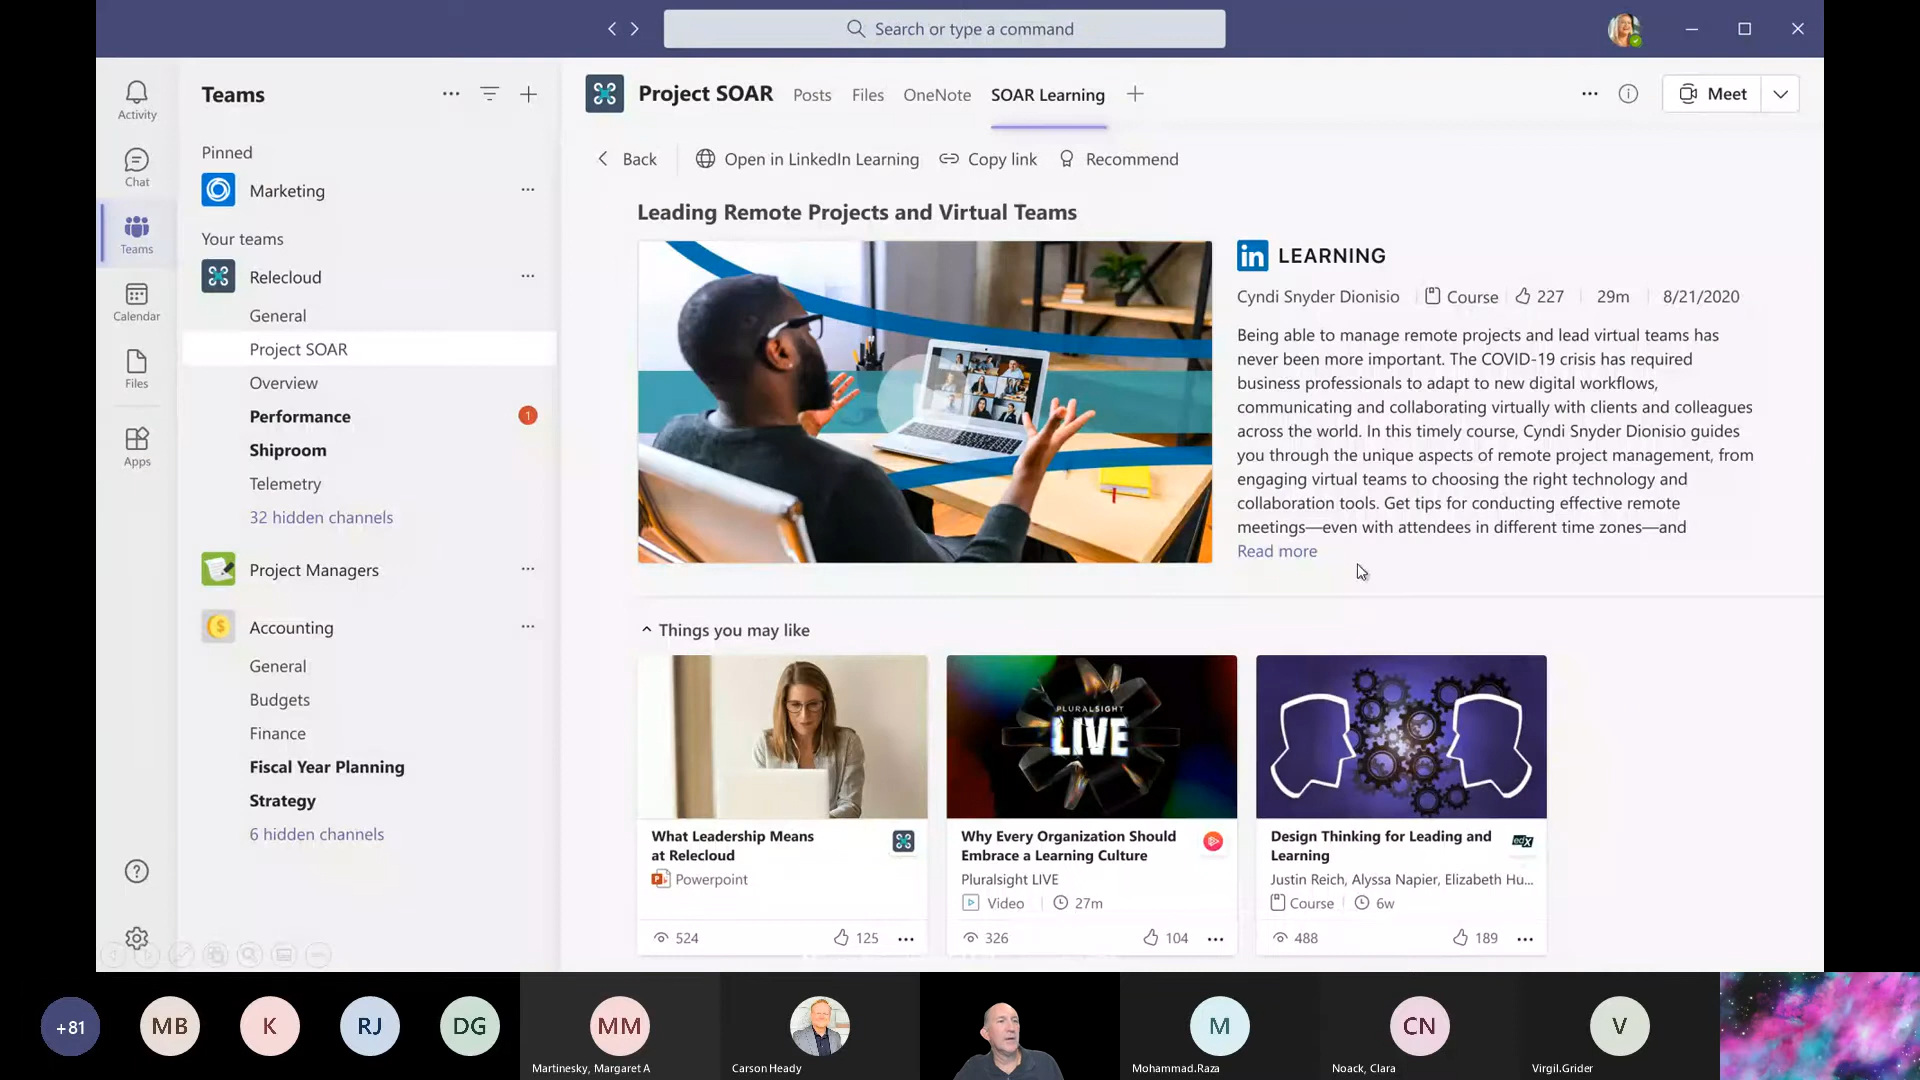 Search or type a command
Activity
Chat
Teams
Calendar
Files
Apps
Teams
Pinned
Marketing
Your teams
Relecloud
General
Project SOAR
Overview
Performance
1
Shiproom
Telemetry
32 hidden channels
Project Managers
Accounting
General
Budgets
Finance
Fiscal Year Planning
Strategy
6 hidden channels
Project SOAR
Posts
Files
OneNote
SOAR Learning
Meet
Back
Open in LinkedIn Learning
Copy link
Recommend
Leading Remote Projects and Virtual Teams
in LEARNING
Cyndi Snyder Dionisio
Course
227
29m
8/21/2020
Being able to manage remote projects and lead virtual teams has
never been more important. The COVID-19 crisis has required
business professionals to adapt to new digital workflows,
communicating and collaborating virtually with clients and colleagues
across the world. In this timely course, Cyndi Snyder Dionisio guides
you through the unique aspects of remote project management, from
engaging virtual teams to choosing the right technology and
collaboration tools. Get tips for conducting effective remote
meetings—even with attendees in different time zones—and
Read more
Things you may like
What Leadership Means
at Relecloud
Powerpoint
524
125
PLURALSIGHT
LIVE
Why Every Organization Should
Embrace a Learning Culture
Pluralsight LIVE
Video
27m
326
104
Design Thinking for Leading and
Learning
edX
Justin Reich, Alyssa Napier, Elizabeth Hu...
Course
6w
488
189
+81
MB
K
RJ
DG
MM
Martinesky, Margaret A
Carson Heady
M
Mohammad.Raza
CN
Noack, Clara
V
Virgil.Grider